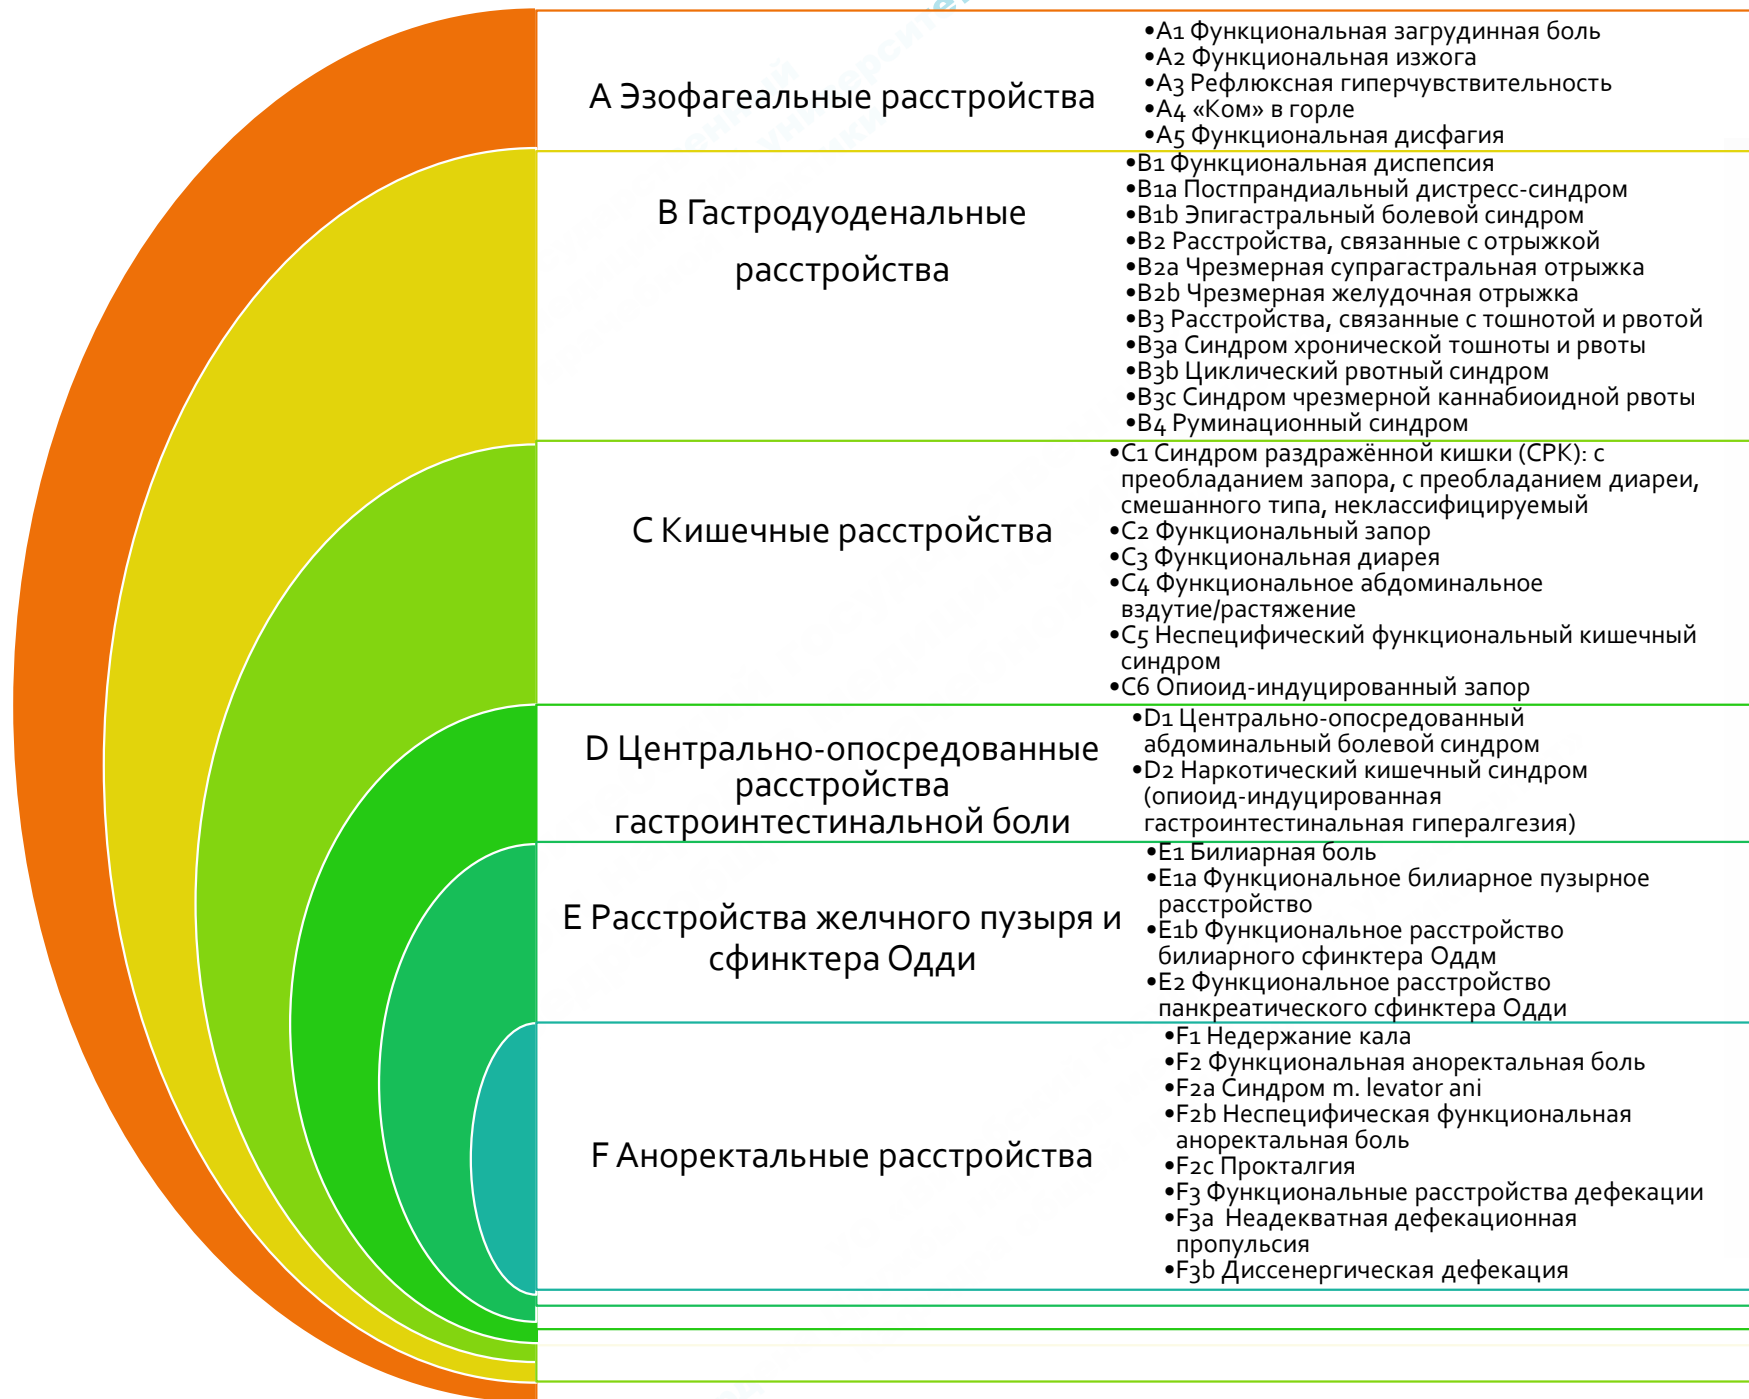 A Эзофагеальные расстройства
•A1 Функциональная загрудинная боль
•A2 Функциональная изжога
•A3 Рефлюксная гиперчувствительность
•A4 «Ком» в горле
•A5 Функциональная дисфагия
B Гастродуоденальные
расстройства
•B1 Функциональная диспепсия
•B1a Постпрандиальный дистресс-синдром
•B1b Эпигастральный болевой синдром
•B2 Расстройства, связанные с отрыжкой
•B2a Чрезмерная супрагастральная отрыжка
•B2b Чрезмерная желудочная отрыжка
•B3 Расстройства, связанные с тошнотой и рвотой
•B3a Синдром хронической тошноты и рвоты
•B3b Циклический рвотный синдром
•B3c Синдром чрезмерной каннабиоидной рвоты
•B4 Руминационный синдром
C Кишечные расстройства
•C1 Синдром раздражённой кишки (СРК): с
преобладанием запора, с преобладанием диареи,
смешанного типа, неклассифицируемый
•C2 Функциональный запор
•C3 Функциональная диарея
•C4 Функциональное абдоминальное
вздутие/растяжение
•C5 Неспецифический функциональный кишечный
синдром
•C6 Опиоид-индуцированный запор
D Центрально-опосредованные
расстройства
гастроинтестинальной боли
•D1 Центрально-опосредованный
абдоминальный болевой синдром
•D2 Наркотический кишечный синдром
(опиоид-индуцированная
гастроинтестинальная гипералгезия)
E Расстройства желчного пузыря и
сфинктера Одди
•E1 Билиарная боль
•E1a Функциональное билиарное пузырное
расстройство
•E1b Функциональное расстройство
билиарного сфинктера Оддм
•E2 Функциональное расстройство
панкреатического сфинктера Одди
F Аноректальные расстройства
•F1 Недержание кала
•F2 Функциональная аноректальная боль
•F2a Синдром m. levator ani
•F2b Неспецифическая функциональная
аноректальная боль
•F2c Прокталгия
•F3 Функциональные расстройства дефекации
•F3a Неадекватная дефекационная
пропульсия
•F3b Диссенергическая дефекация